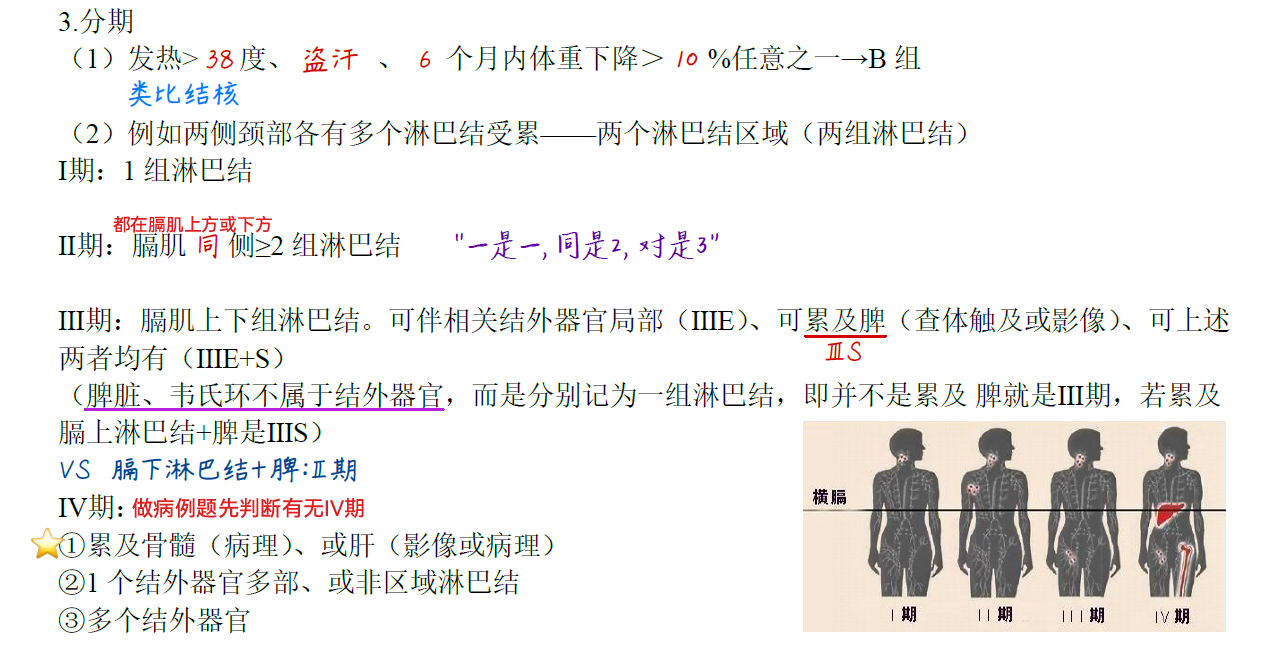 3.分期
（1）发热> 38度、 盗汗 、 6 个月内体重下降＞ 10 %任意之一→B 组
类比结核
（2）例如两侧颈部各有多个淋巴结受累——两个淋巴结区域（两组淋巴结）
I期：1 组淋巴结
都在膈肌上方或下方
II期：膈肌 同 侧≥2 组淋巴结 "一是一,同是2,对是3"
III期：膈肌上下组淋巴结。可伴相关结外器官局部（IIIE）、可累及脾（查体触及或影像）、可上述
两者均有（IIIE+S）
ⅢS
（脾脏、韦氏环不属于结外器官，而是分别记为一组淋巴结，即并不是累及 脾就是III期，若累及
膈上淋巴结+脾是IIIS）
VS 膈下淋巴结+脾:Ⅱ期
IV期：做病例题先判断有无IV期
①累及骨髓（病理）、或肝（影像或病理）
②1 个结外器官多部、或非区域淋巴结
③多个结外器官
横膈
I 期 II 期 III 期 IV 期